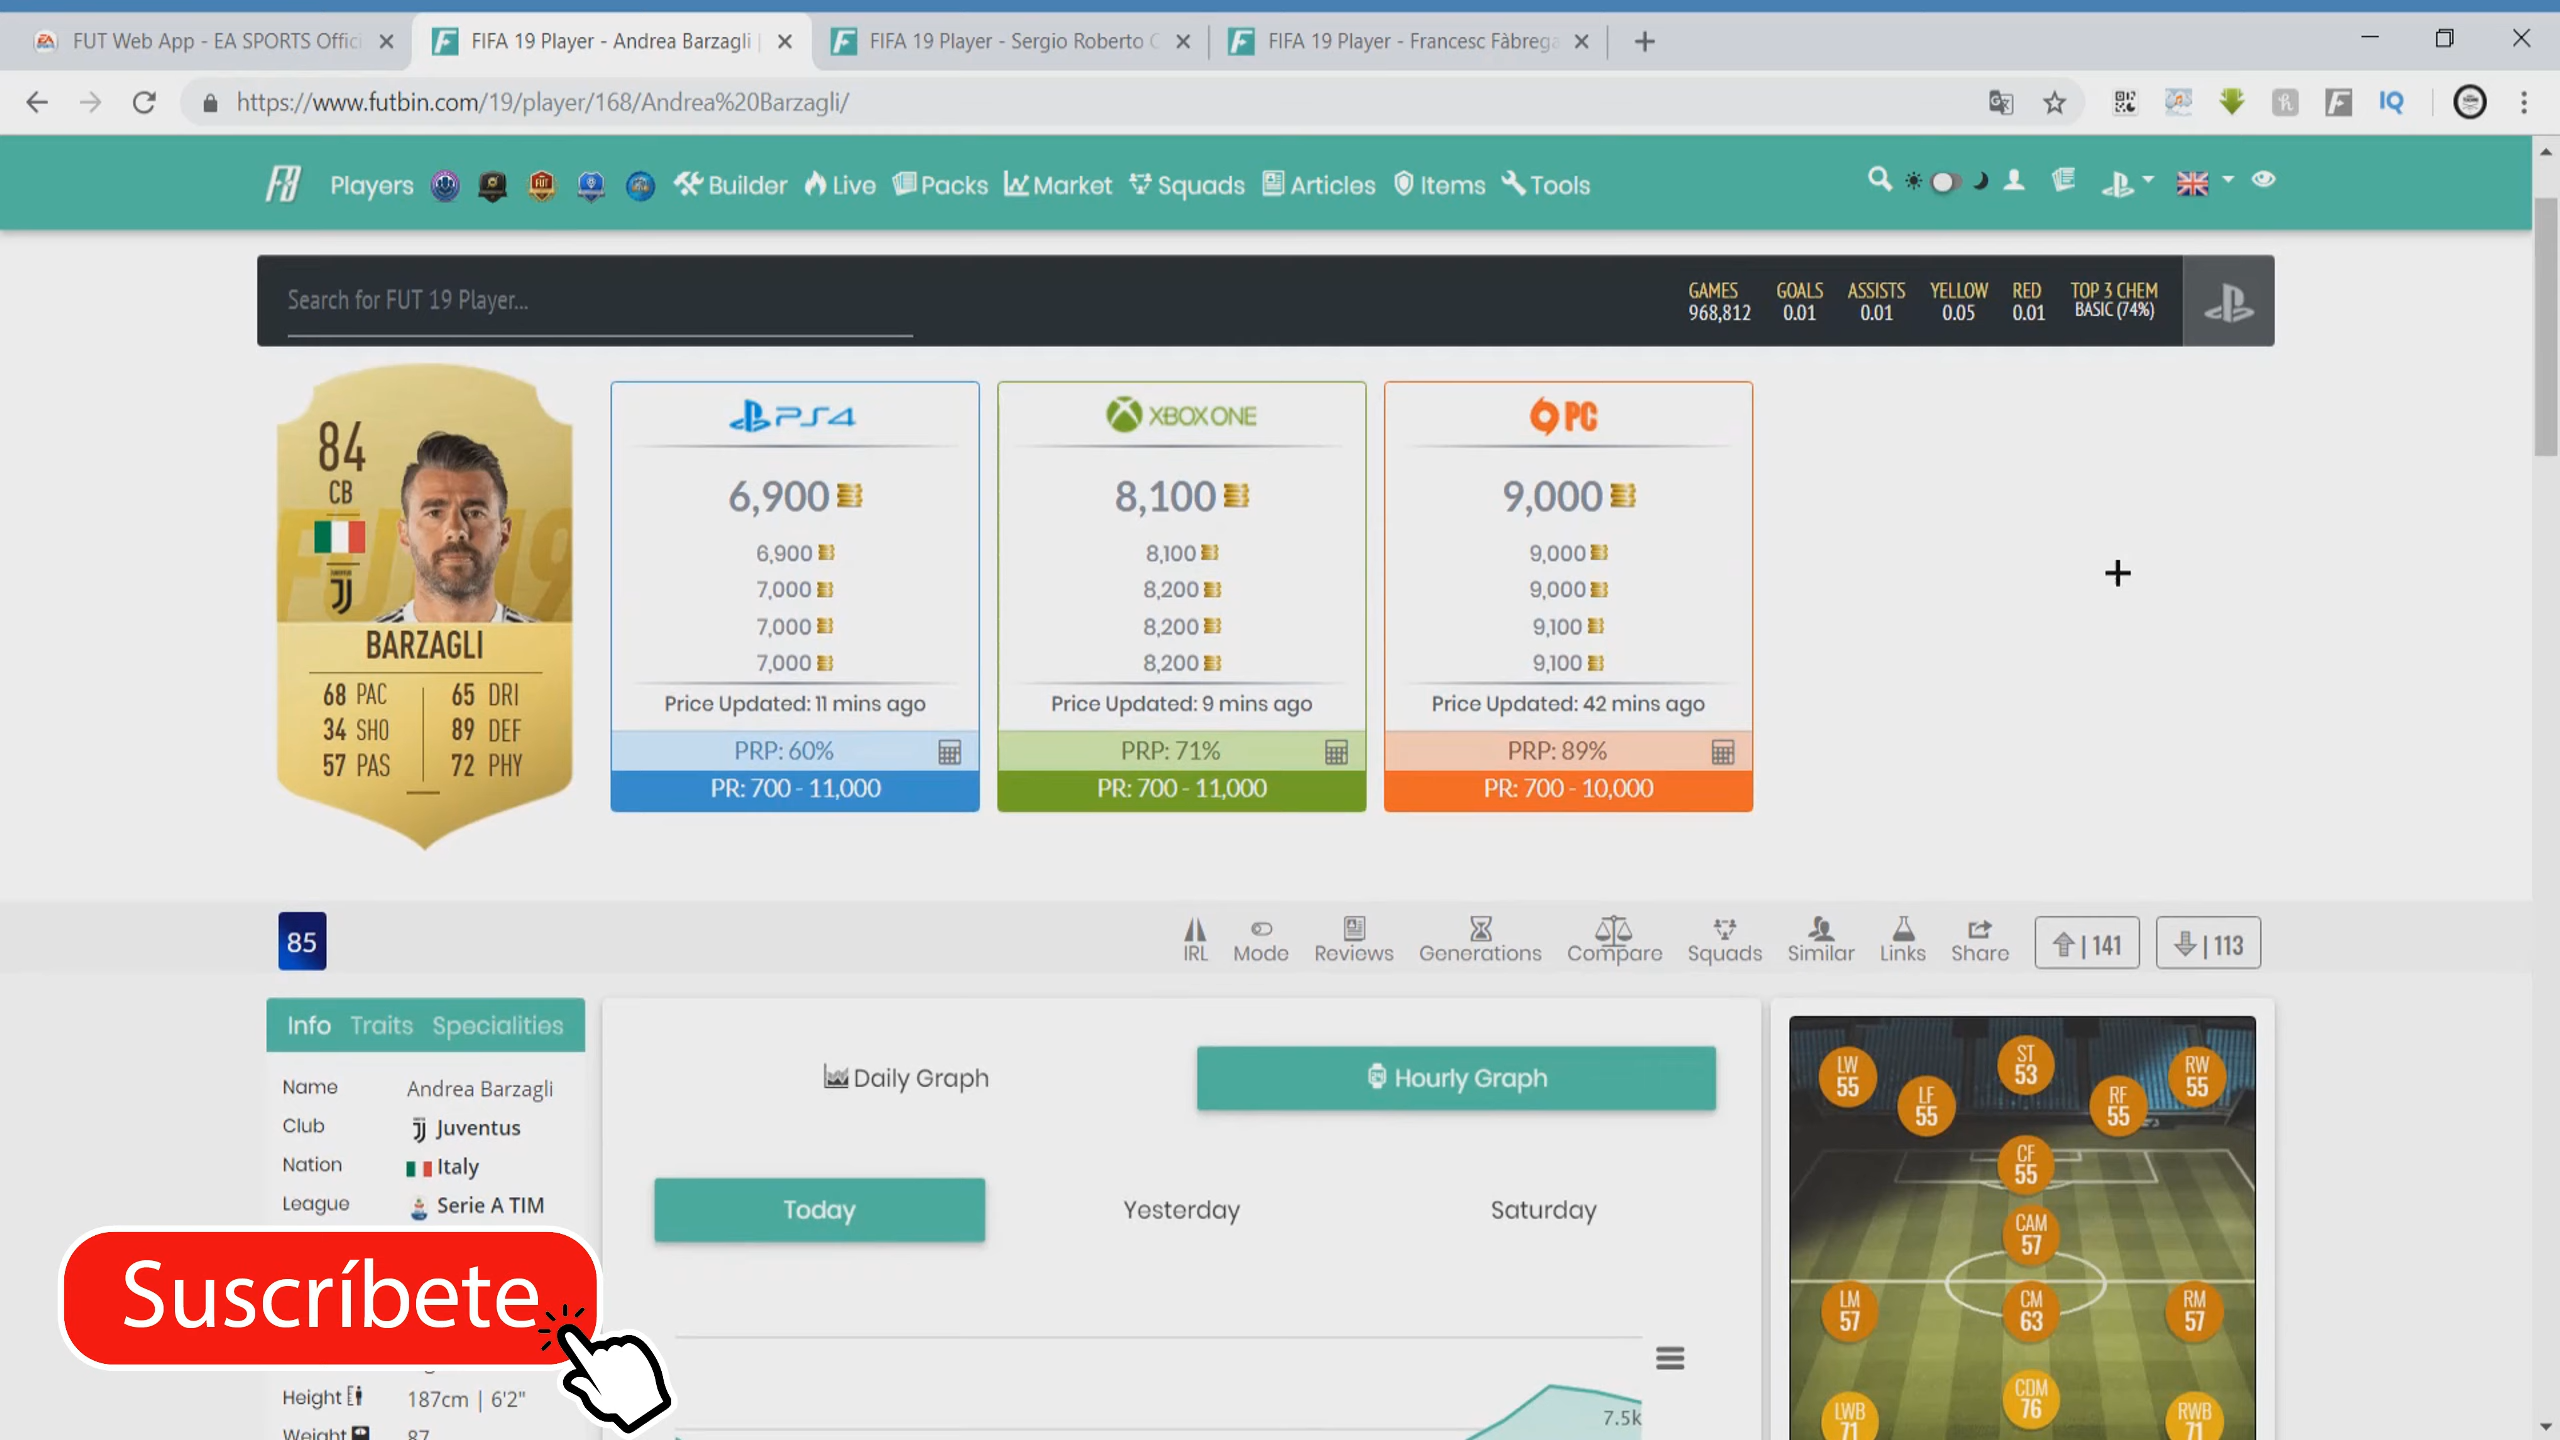 FUT Web App - EA SPORTS Offici
FIFA 19 Player - Andrea Barzagli |
FIFA 19 Player - Sergio Roberto C
FIFA 19 Player - Francesc Fàbrega
https://www.futbin.com/19/player/168/Andrea%20Barzagli/
Players Builder Live Packs Market Squads Articles Items Tools
Search for FUT 19 Player...
GAMES GOALS ASSISTS YELLOW RED TOP 3 CHEM
968,812 0.01 0.01 0.05 0.01 BASIC (74%)
84
CB
BARZAGLI
68 PAC 65 DRI
34 SHO 89 DEF
57 PAS 72 PHY
PS4
6,900
6,900
7,000
7,000
7,000
Price Updated: 11 mins ago
PRP: 60%
PR: 700 - 11,000
XBOX ONE
8,100
8,100
8,200
8,200
8,200
Price Updated: 9 mins ago
PRP: 71%
PR: 700 - 11,000
PC
9,000
9,000
9,000
9,100
9,100
Price Updated: 42 mins ago
PRP: 89%
PR: 700 - 10,000
85
IRL Mode Reviews Generations Compare Squads Similar Links Share | 141 | 113
Info Traits Specialities
Name Andrea Barzagli
Club Juventus
Nation Italy
League Serie A TIM
Suscríbete
Height 187cm | 6'2"
Weight 87
Daily Graph Hourly Graph
Today Yesterday Saturday
7.5k
LW
55
LF
55
ST
53
RF
55
RW
55
CF
55
CAM
57
LM
57
CM
63
RM
57
CDM
76
LWB
71
RWB
71